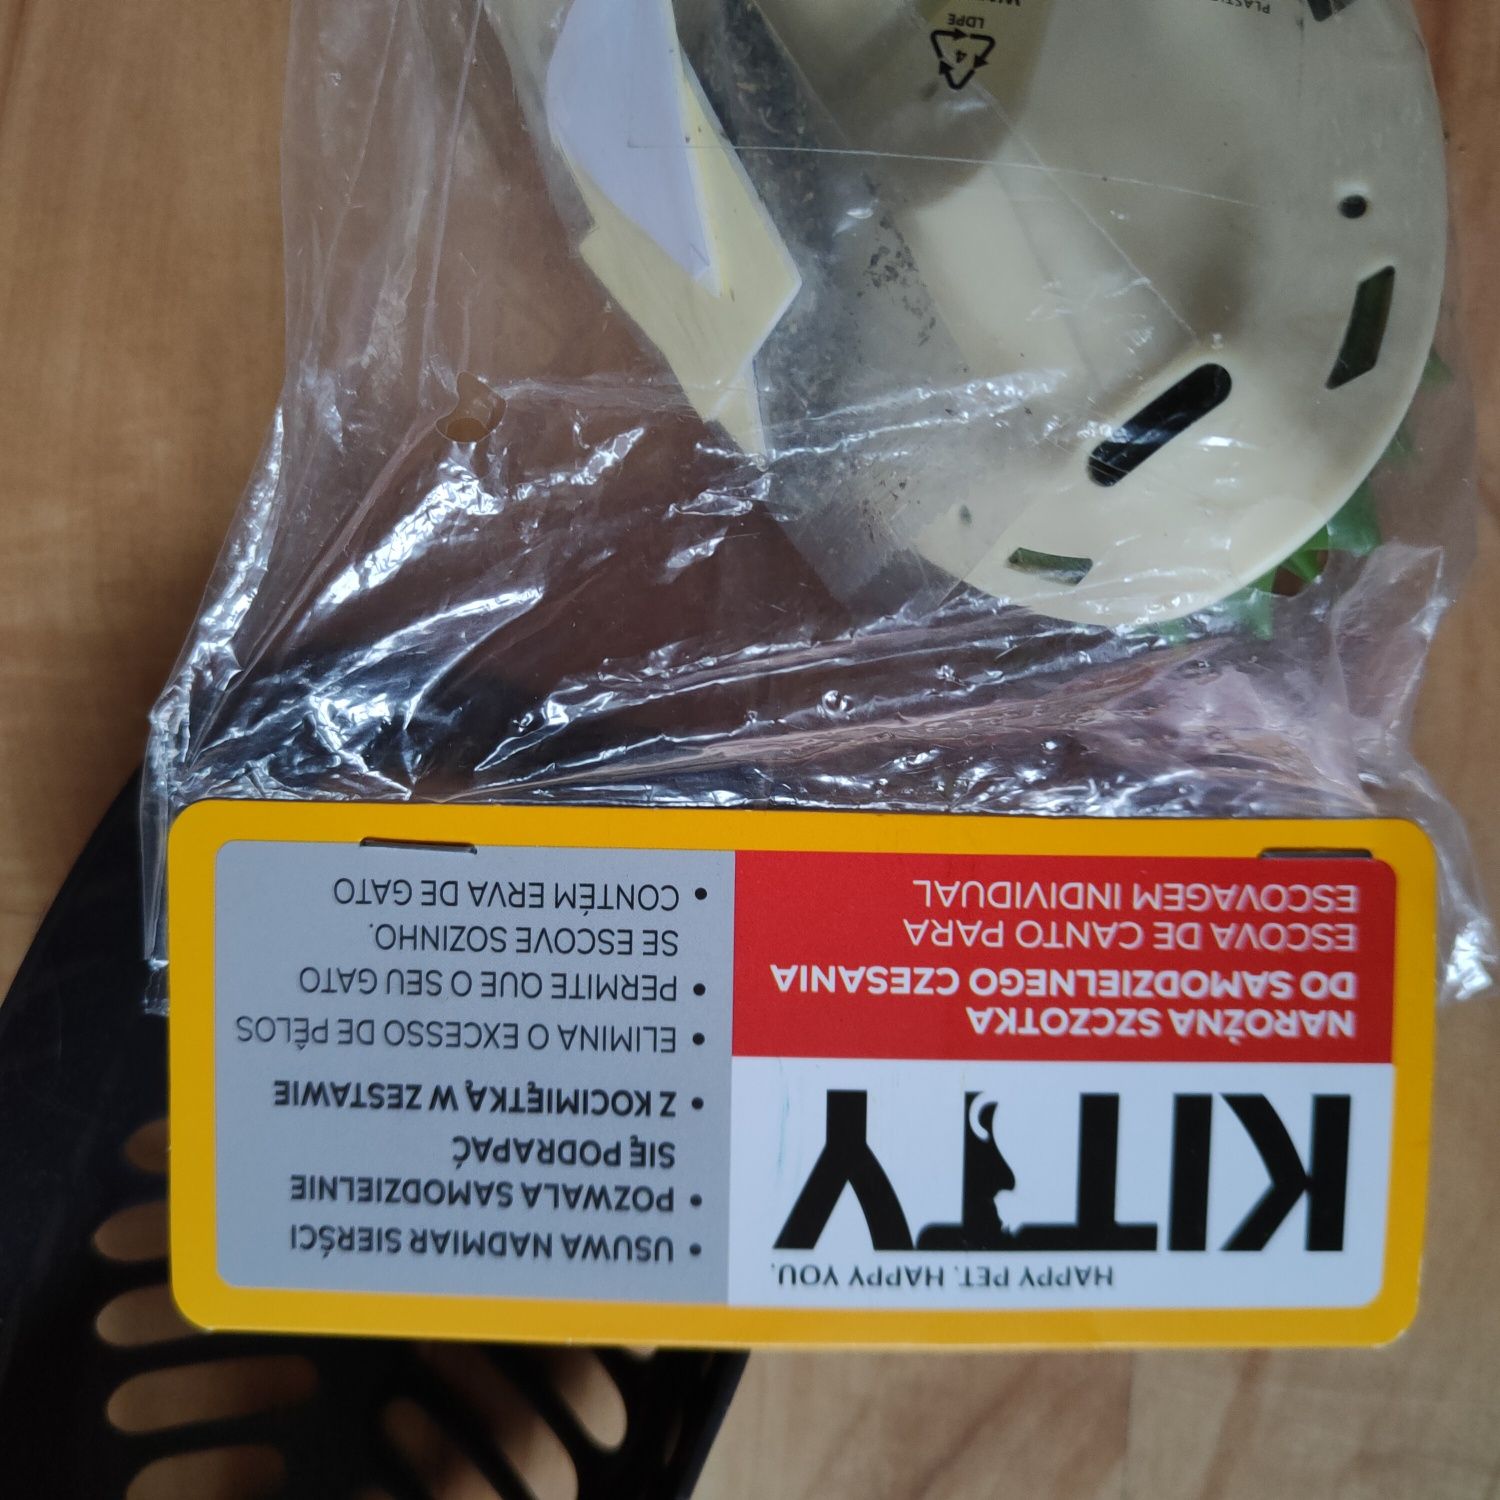 HAPPY PET. HAPPY YOU.
KITTY
NAROŻNA SZCZOTKA
DO SAMODZIELNEGO CZESANIA
ESCOVA DE CANTO PARA
ESCOVAGEM INDIVIDUAL
• USUWA NADMIAR SIERŚCI
• POZWALA SAMODZIELNIE
SIĘ PODRAPAĆ
• Z KOCIMIĘTKĄ W ZESTAWIE
• ELIMINA O EXCESSO DE PÊLOS
• PERMITE QUE O SEU GATO
SE ESCOVE SOZINHO.
• CONTÉM ERVA DE GATO
4
LDPE